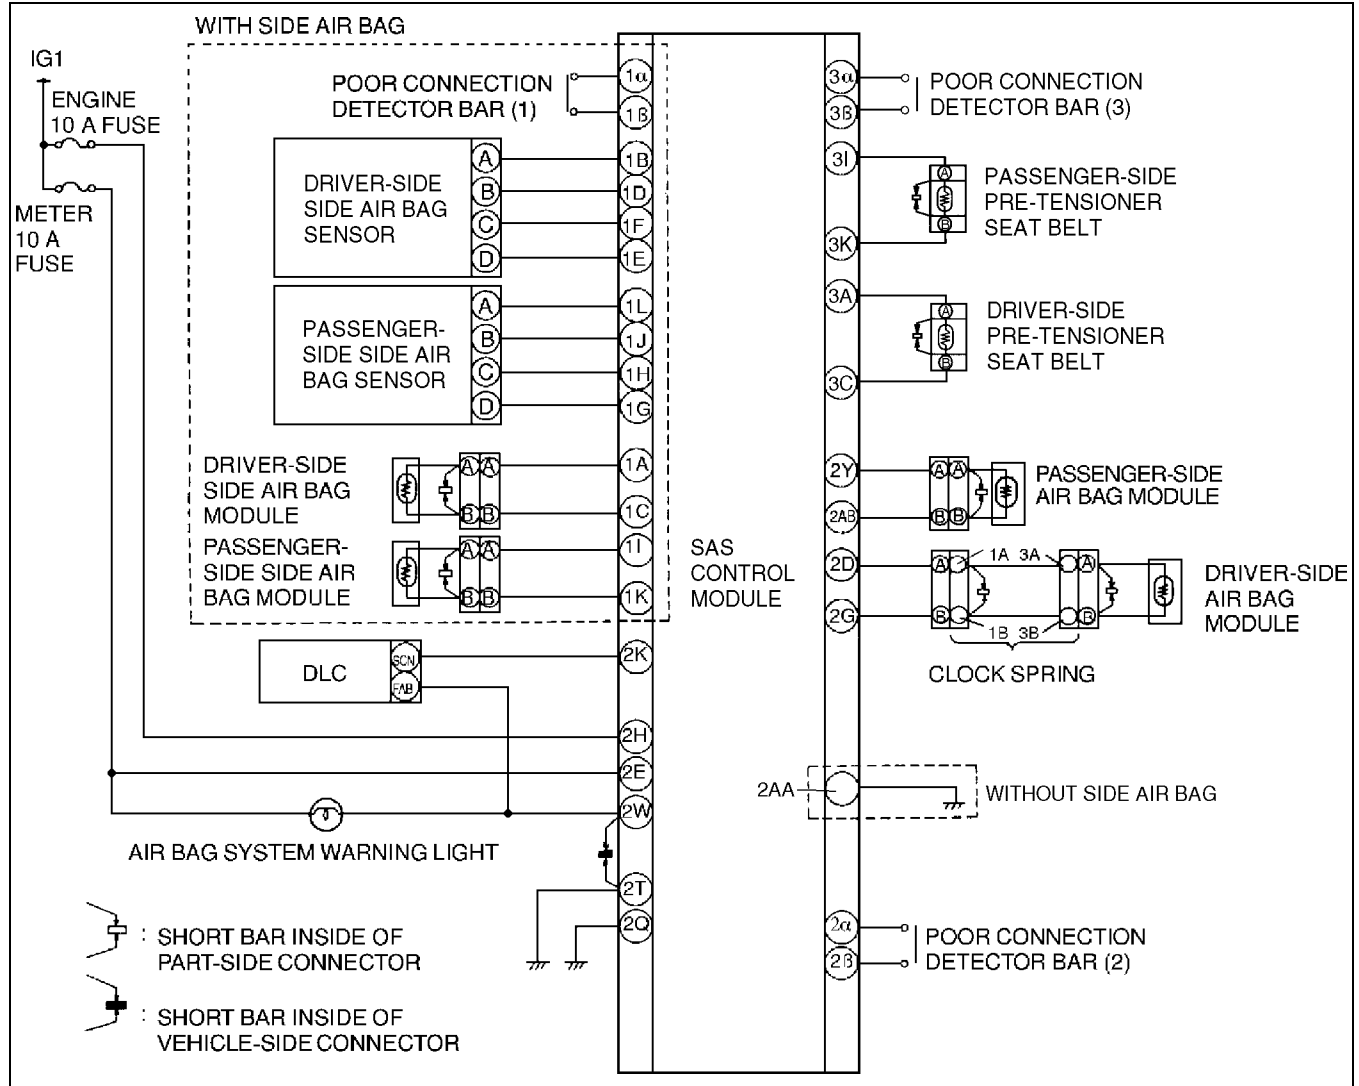 WITH SIDE AIR BAG
IG1
ENGINE
10 A FUSE
METER
10 A
FUSE
POOR CONNECTION
DETECTOR BAR (1)
1α
1ß
DRIVER-SIDE
SIDE AIR BAG
SENSOR
A
B
C
D
1B
1D
1F
1E
PASSENGER-
SIDE SIDE AIR
BAG SENSOR
A
B
C
D
1L
1J
1H
1G
DRIVER-SIDE
SIDE AIR BAG
MODULE
A A
B B
1A
1C
PASSENGER-
SIDE SIDE AIR
BAG MODULE
A A
B B
1I
1K
DLC
SCN
FAB
2K
2H
2E
2W
AIR BAG SYSTEM WARNING LIGHT
2T
2Q
: SHORT BAR INSIDE OF
PART-SIDE CONNECTOR
: SHORT BAR INSIDE OF
VEHICLE-SIDE CONNECTOR
SAS
CONTROL
MODULE
3α
3ß
POOR CONNECTION
DETECTOR BAR (3)
3I
3K
A
B
PASSENGER-SIDE
PRE-TENSIONER
SEAT BELT
3A
3C
A
B
DRIVER-SIDE
PRE-TENSIONER
SEAT BELT
2Y
2AB
A A
B B
PASSENGER-SIDE
AIR BAG MODULE
2D
2G
A 1A 3A A
B 1B 3B B
DRIVER-SIDE
AIR BAG
MODULE
CLOCK SPRING
2AA
WITHOUT SIDE AIR BAG
2α
2ß
POOR CONNECTION
DETECTOR BAR (2)